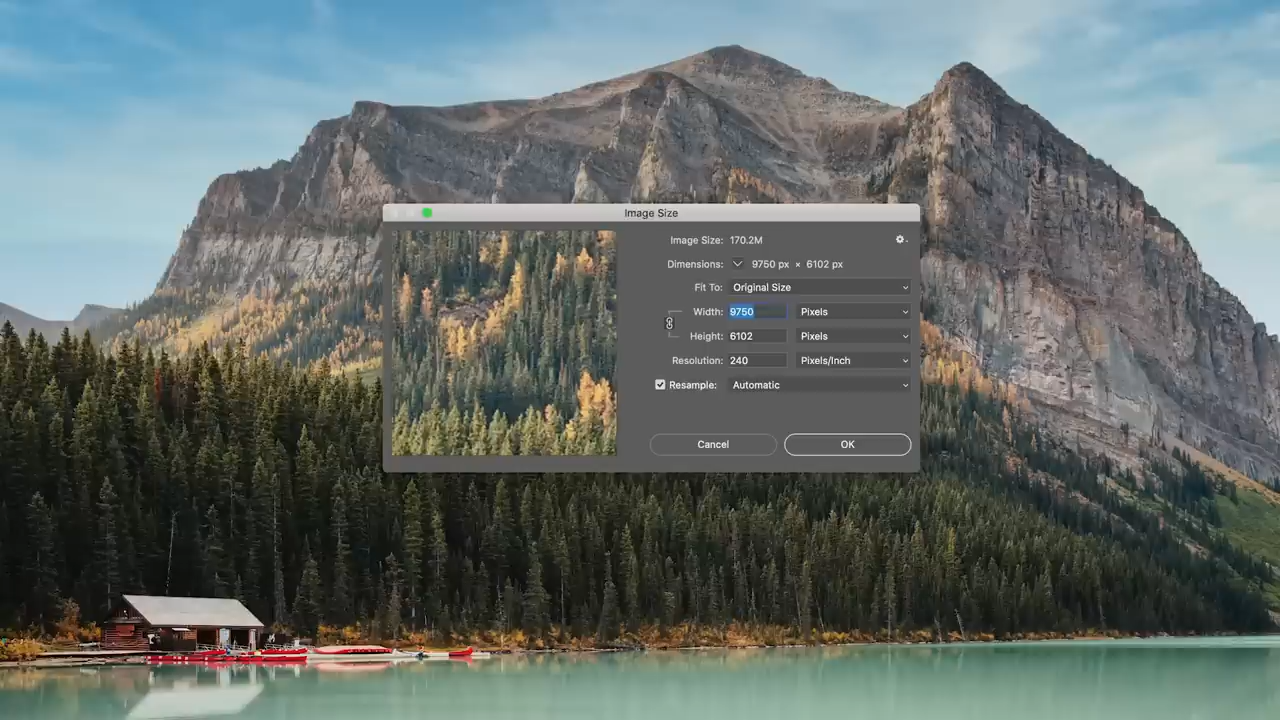 Image Size
Image Size: 170.2M
Dimensions: 9750 px × 6102 px
Fit To: Original Size
Width: 9750 Pixels
Height: 6102 Pixels
Resolution: 240 Pixels/Inch
Resample: Automatic
Cancel OK